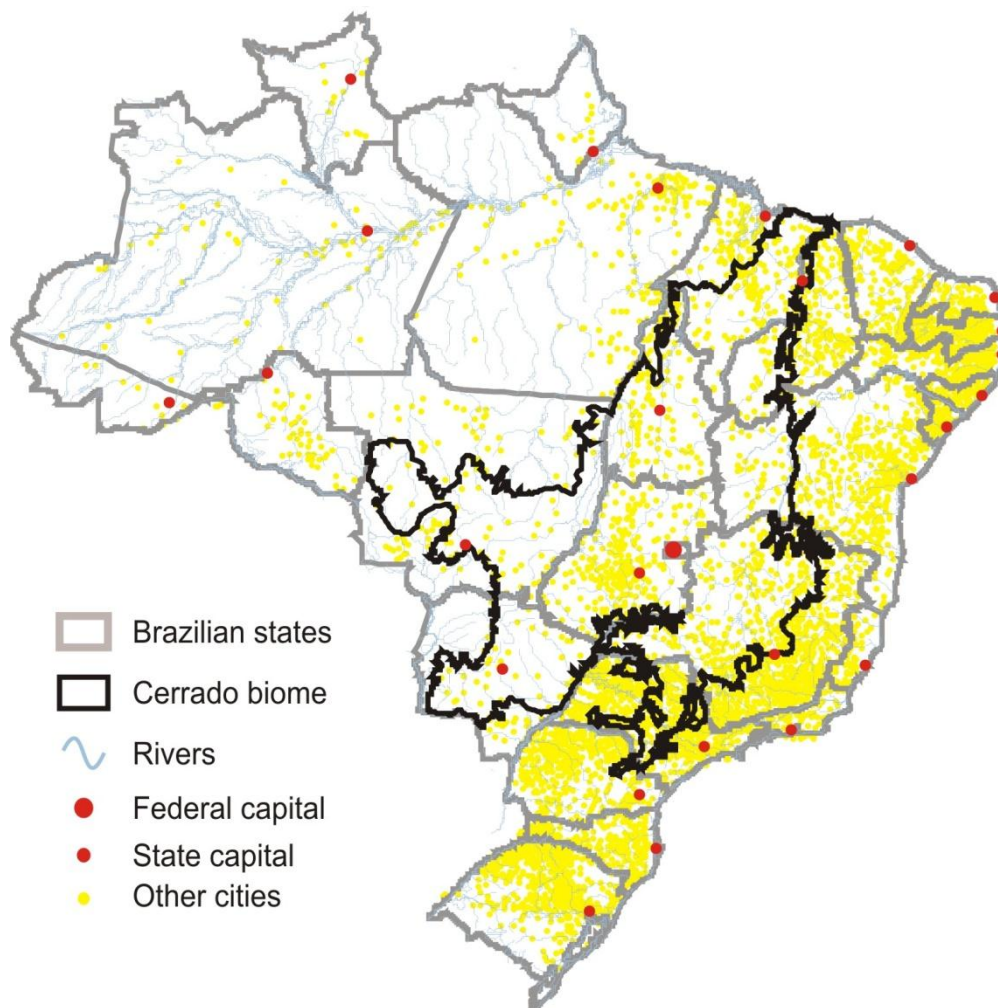 Brazilian states
Cerrado biome
Rivers
Federal capital
State capital
Other cities